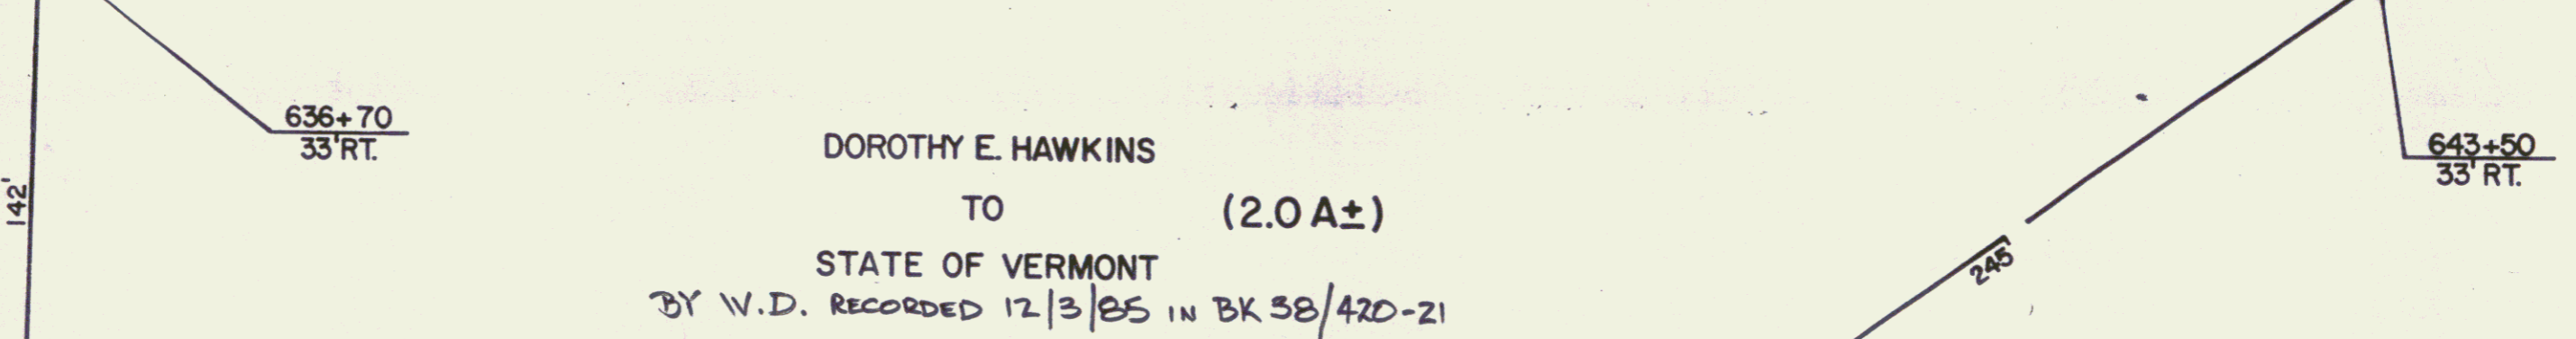 636+70
33' RT.
142'
DOROTHY E. HAWKINS
TO
(2.0 A±)
STATE OF VERMONT
BY W.D. RECORDED 12/3/85 IN BK 38/420-21
245
643+50
33' RT.